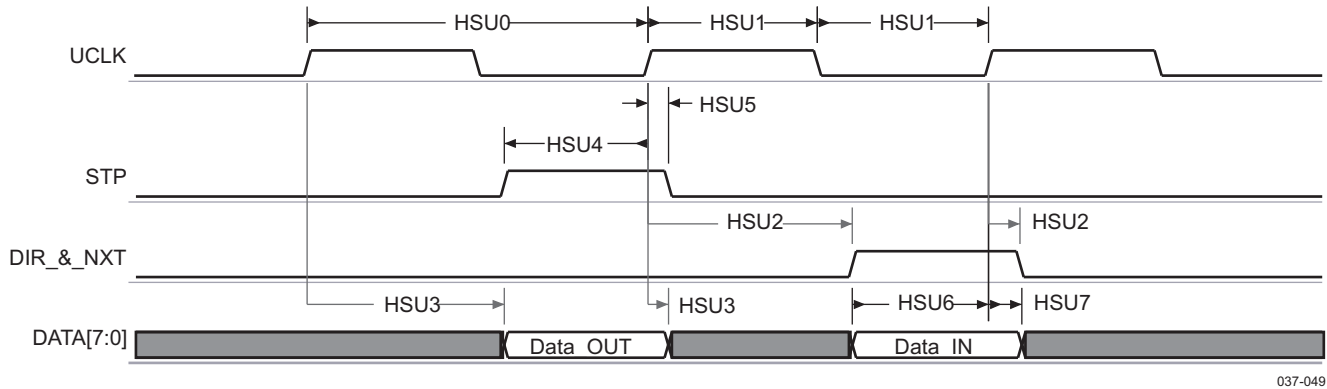 HSU0 HSU1 HSU1
UCLK
HSU5
HSU4
STP
HSU2 HSU2
DIR_&_NXT
HSU3 HSU3 HSU6 HSU7
DATA[7:0] Data_OUT Data_IN
037-049